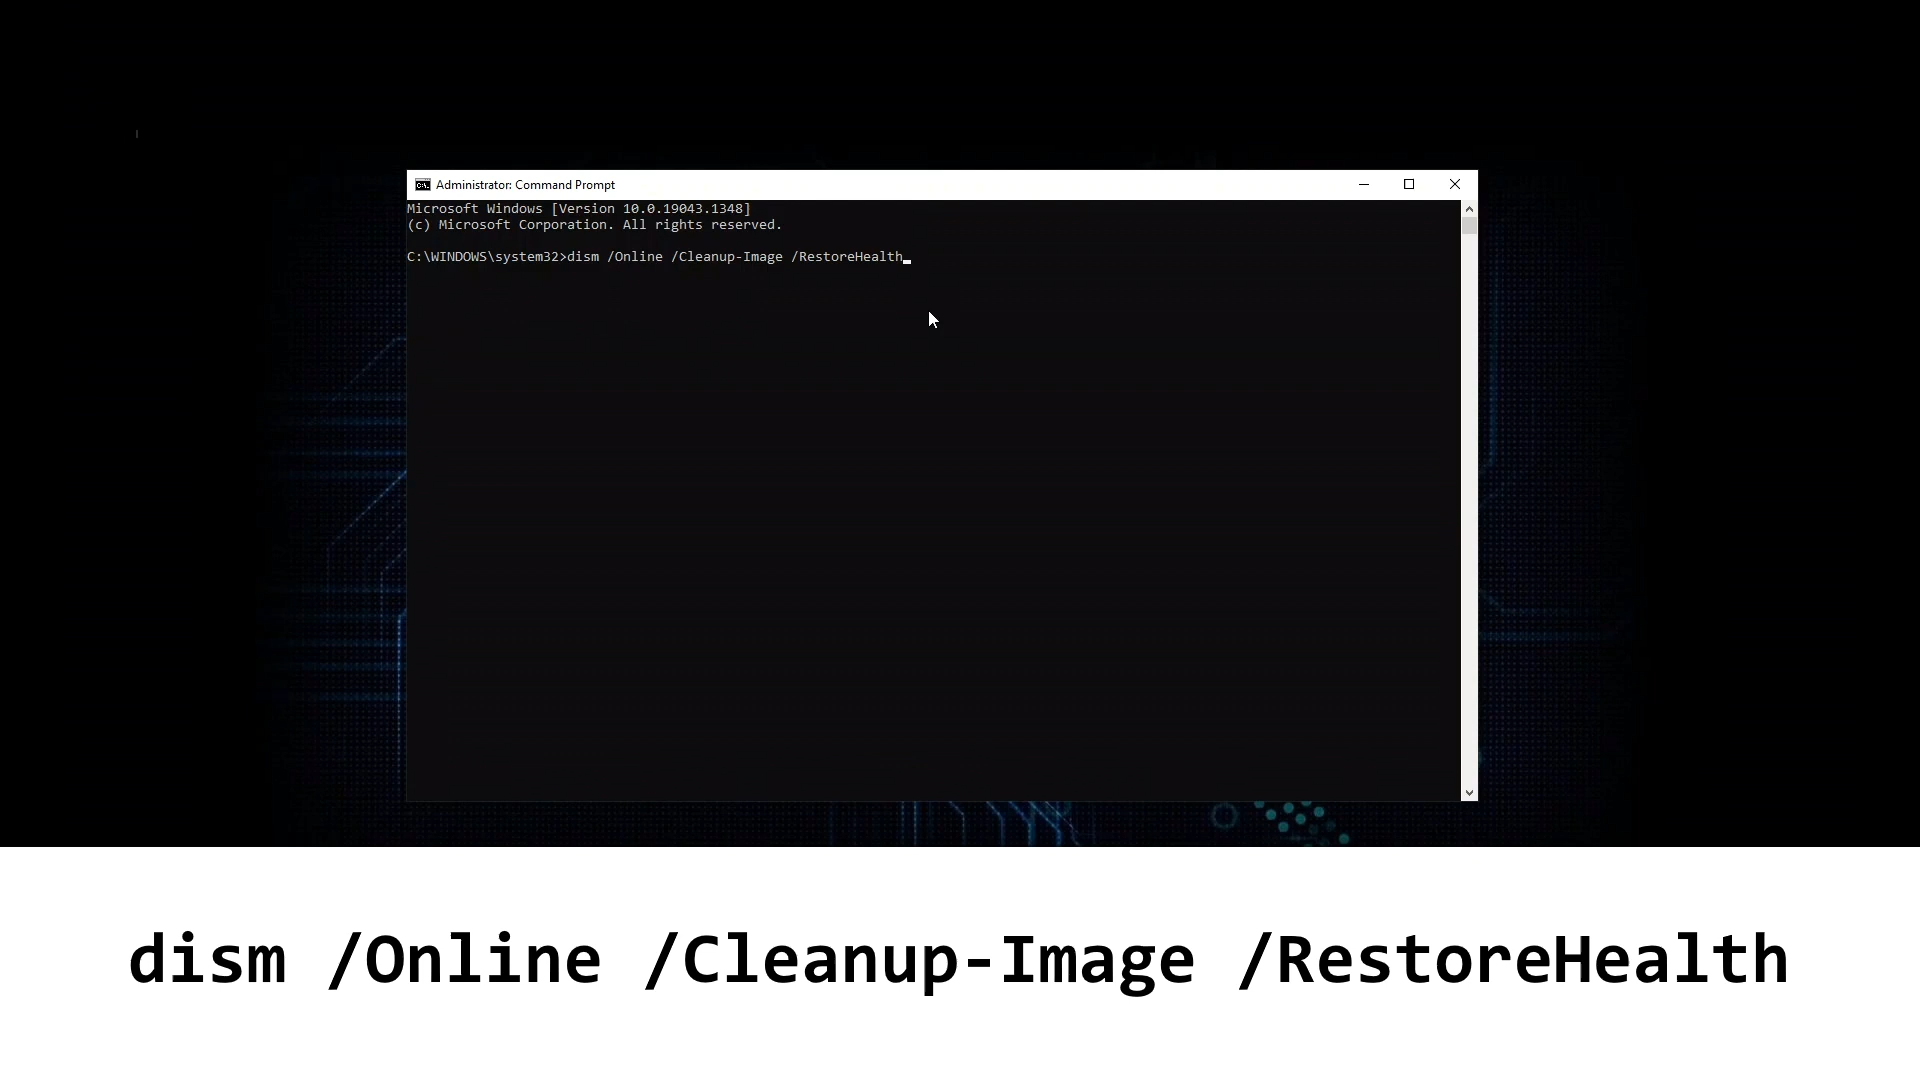 Administrator: Command Prompt
Microsoft Windows [Version 10.0.19043.1348]
(c) Microsoft Corporation. All rights reserved.
C:\WINDOWS\system32>dism /Online /Cleanup-Image /RestoreHealth
dism /Online /Cleanup-Image /RestoreHealth